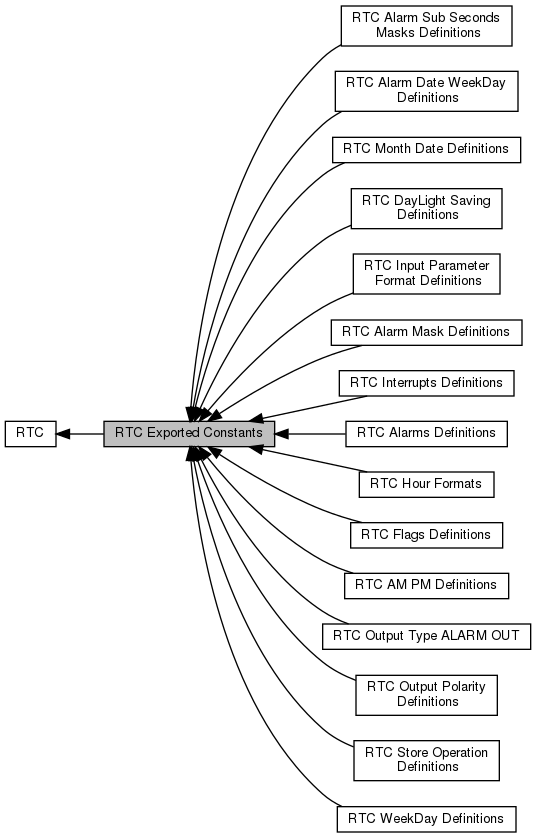 RTC Alarm Sub Seconds
Masks Definitions
RTC Alarm Date WeekDay
Definitions
RTC Month Date Definitions
RTC DayLight Saving
Definitions
RTC Input Parameter
Format Definitions
RTC Alarm Mask Definitions
RTC Interrupts Definitions
RTC
RTC Exported Constants
RTC Alarms Definitions
RTC Hour Formats
RTC Flags Definitions
RTC AM PM Definitions
RTC Output Type ALARM OUT
RTC Output Polarity
Definitions
RTC Store Operation
Definitions
RTC WeekDay Definitions